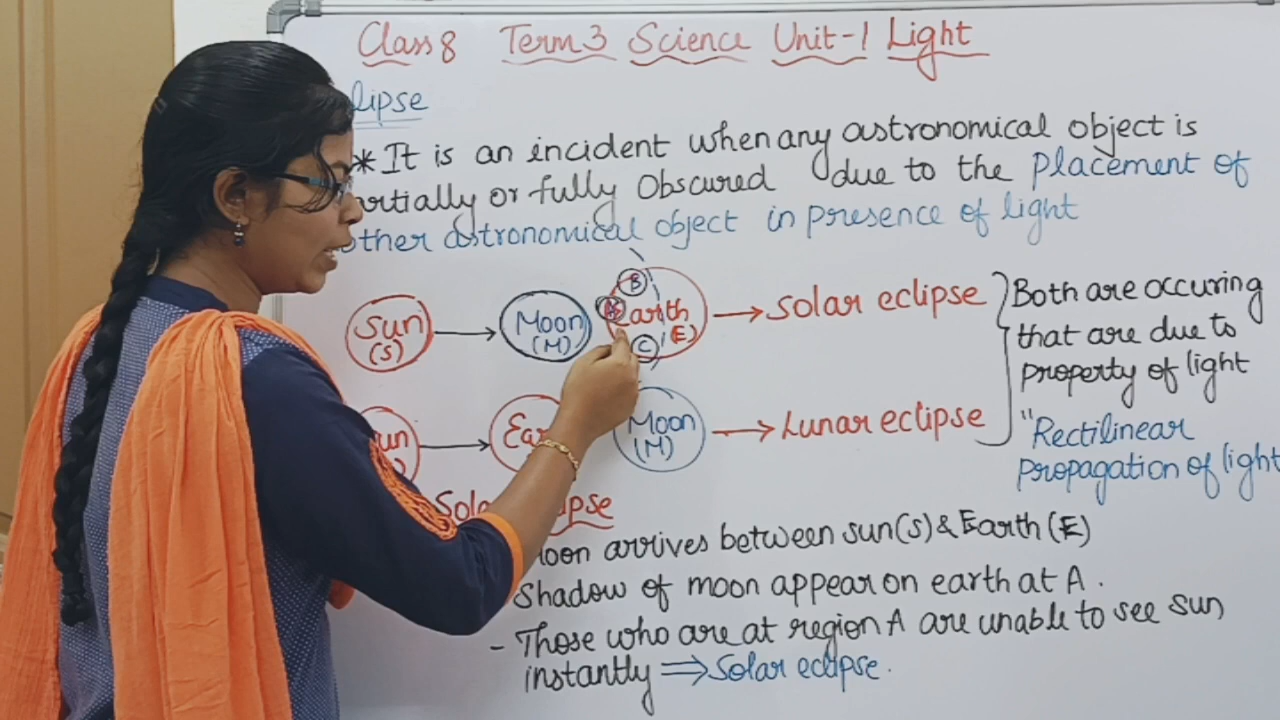 Class 8 Term 3 Science Unit-1 Light
lipse
* It is an incident when any astronomical object is
rtially or fully Obscured due to the Placement of
other astronomical object in presence of light
Sun (S) → Moon (M) Earth (E) A B C → Solar eclipse
un → Ear Moon (M) → Lunar eclipse
Both are occuring
that are due to
property of light
"Rectilinear
propagation of light
Sola pse
oon arrives between sun(S) & Earth (E)
Shadow of moon appear on earth at A.
- Those who are at region A are unable to see sun,
instantly ⇒ Solar eclipse.